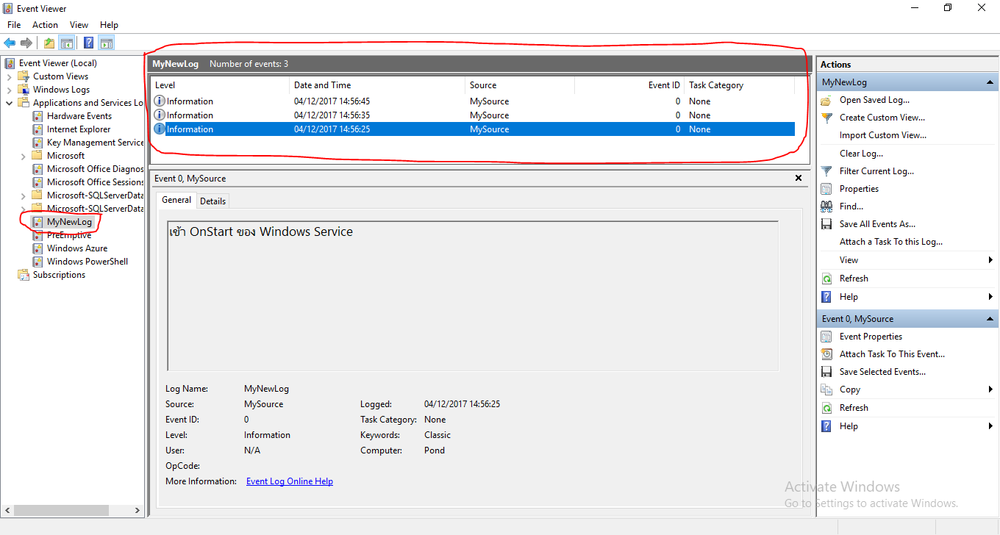 Event Viewer
File Action View Help
Event Viewer (Local)
Custom Views
Windows Logs
Applications and Services Lo
Hardware Events
Internet Explorer
Key Management Service
Microsoft
Microsoft Office Diagnos
Microsoft Office Sessions
Microsoft-SQLServerData
Microsoft-SQLServerData
MyNewLog
PreEmptive
Windows Azure
Windows PowerShell
Subscriptions
MyNewLog Number of events: 3
Level Date and Time Source Event ID Task Category
Information 04/12/2017 14:56:45 MySource 0 None
Information 04/12/2017 14:56:35 MySource 0 None
Information 04/12/2017 14:56:25 MySource 0 None
Event 0, MySource
General Details
เข้า OnStart ของ Windows Service
Log Name: MyNewLog
Source: MySource Logged: 04/12/2017 14:56:25
Event ID: 0 Task Category: None
Level: Information Keywords: Classic
User: N/A Computer: Pond
OpCode:
More Information: Event Log Online Help
Actions
MyNewLog
Open Saved Log...
Create Custom View...
Import Custom View...
Clear Log...
Filter Current Log...
Properties
Find...
Save All Events As...
Attach a Task To this Log...
View
Refresh
Help
Event 0, MySource
Event Properties
Attach Task To This Event...
Save Selected Events...
Copy
Refresh
Help
Activate Windows
Go to Settings to activate Windows.